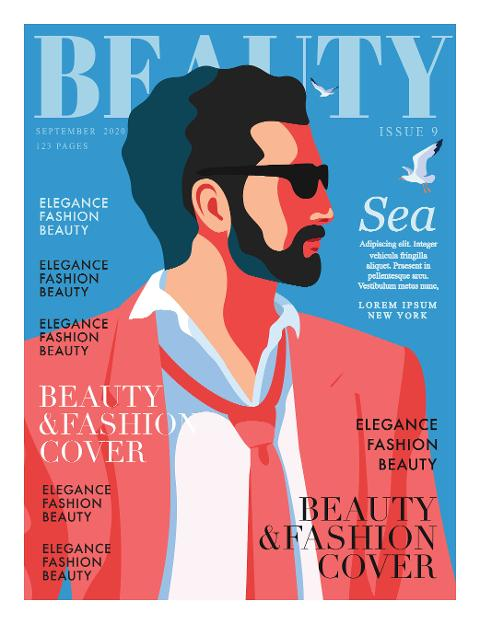 BEAUTY
SEPTEMBER 2020
123 PAGES
ISSUE 9
ELEGANCE
FASHION
BEAUTY
Sea
Adipiscing elit. Integer
vehicula fringilla
aliquet. Praesent in
pellentesque arcu.
Vestibulum metus nunc,
LOREM IPSUM
NEW YORK
ELEGANCE
FASHION
BEAUTY
ELEGANCE
FASHION
BEAUTY
BEAUTY
&FASHION
COVER
ELEGANCE
FASHION
BEAUTY
ELEGANCE
FASHION
BEAUTY
BEAUTY
&FASHION
COVER
ELEGANCE
FASHION
BEAUTY